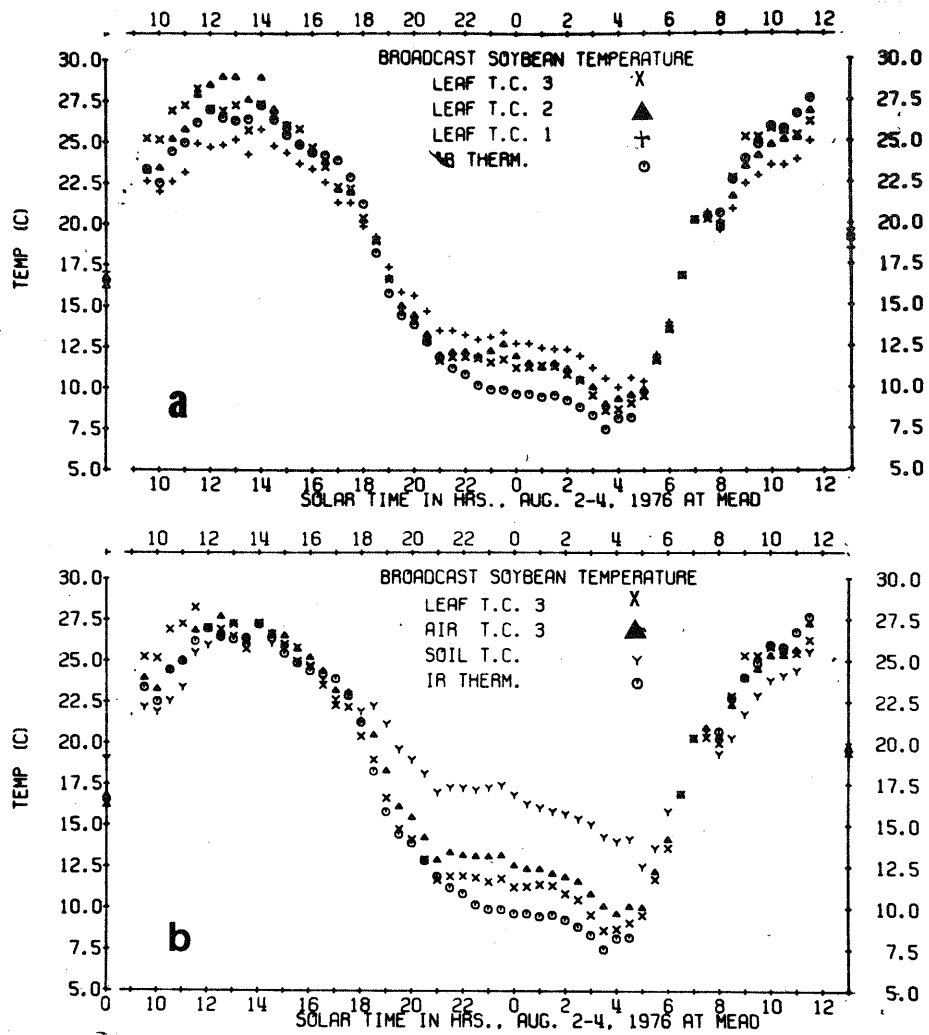 10 12 14 16 18 20 22 0 2 4 6 8 10 12
BROADCAST SOYBEAN TEMPERATURE
LEAF T.C. 3 X
LEAF T.C. 2 ▲
LEAF T.C. 1 +
THERM.
30.0 30.0
27.5 27.5
25.0 25.0
22.5 22.5
20.0 20.0
17.5 17.5
15.0 15.0
12.5 12.5
10.0 10.0
7.5 7.5
5.0 5.0
TEMP (C)
a
10 12 14 16 18 20 22 0 2 4 6 8 10 12
SOLAR TIME IN HRS., AUG. 2-4, 1976 AT MEAD
10 12 14 16 18 20 22 0 2 4 6 8 10 12
BROADCAST SOYBEAN TEMPERATURE
LEAF T.C. 3 X
AIR T.C. 3 ▲
SOIL T.C. Y
IR THERM.
30.0 30.0
27.5 27.5
25.0 25.0
22.5 22.5
20.0 20.0
17.5 17.5
15.0 15.0
12.5 12.5
10.0 10.0
7.5 7.5
5.0 5.0
TEMP (C)
b
0 10 12 14 16 18 20 22 0 2 4 6 8 10 12
SOLAR TIME IN HRS., AUG. 2-4, 1976 AT MEAD